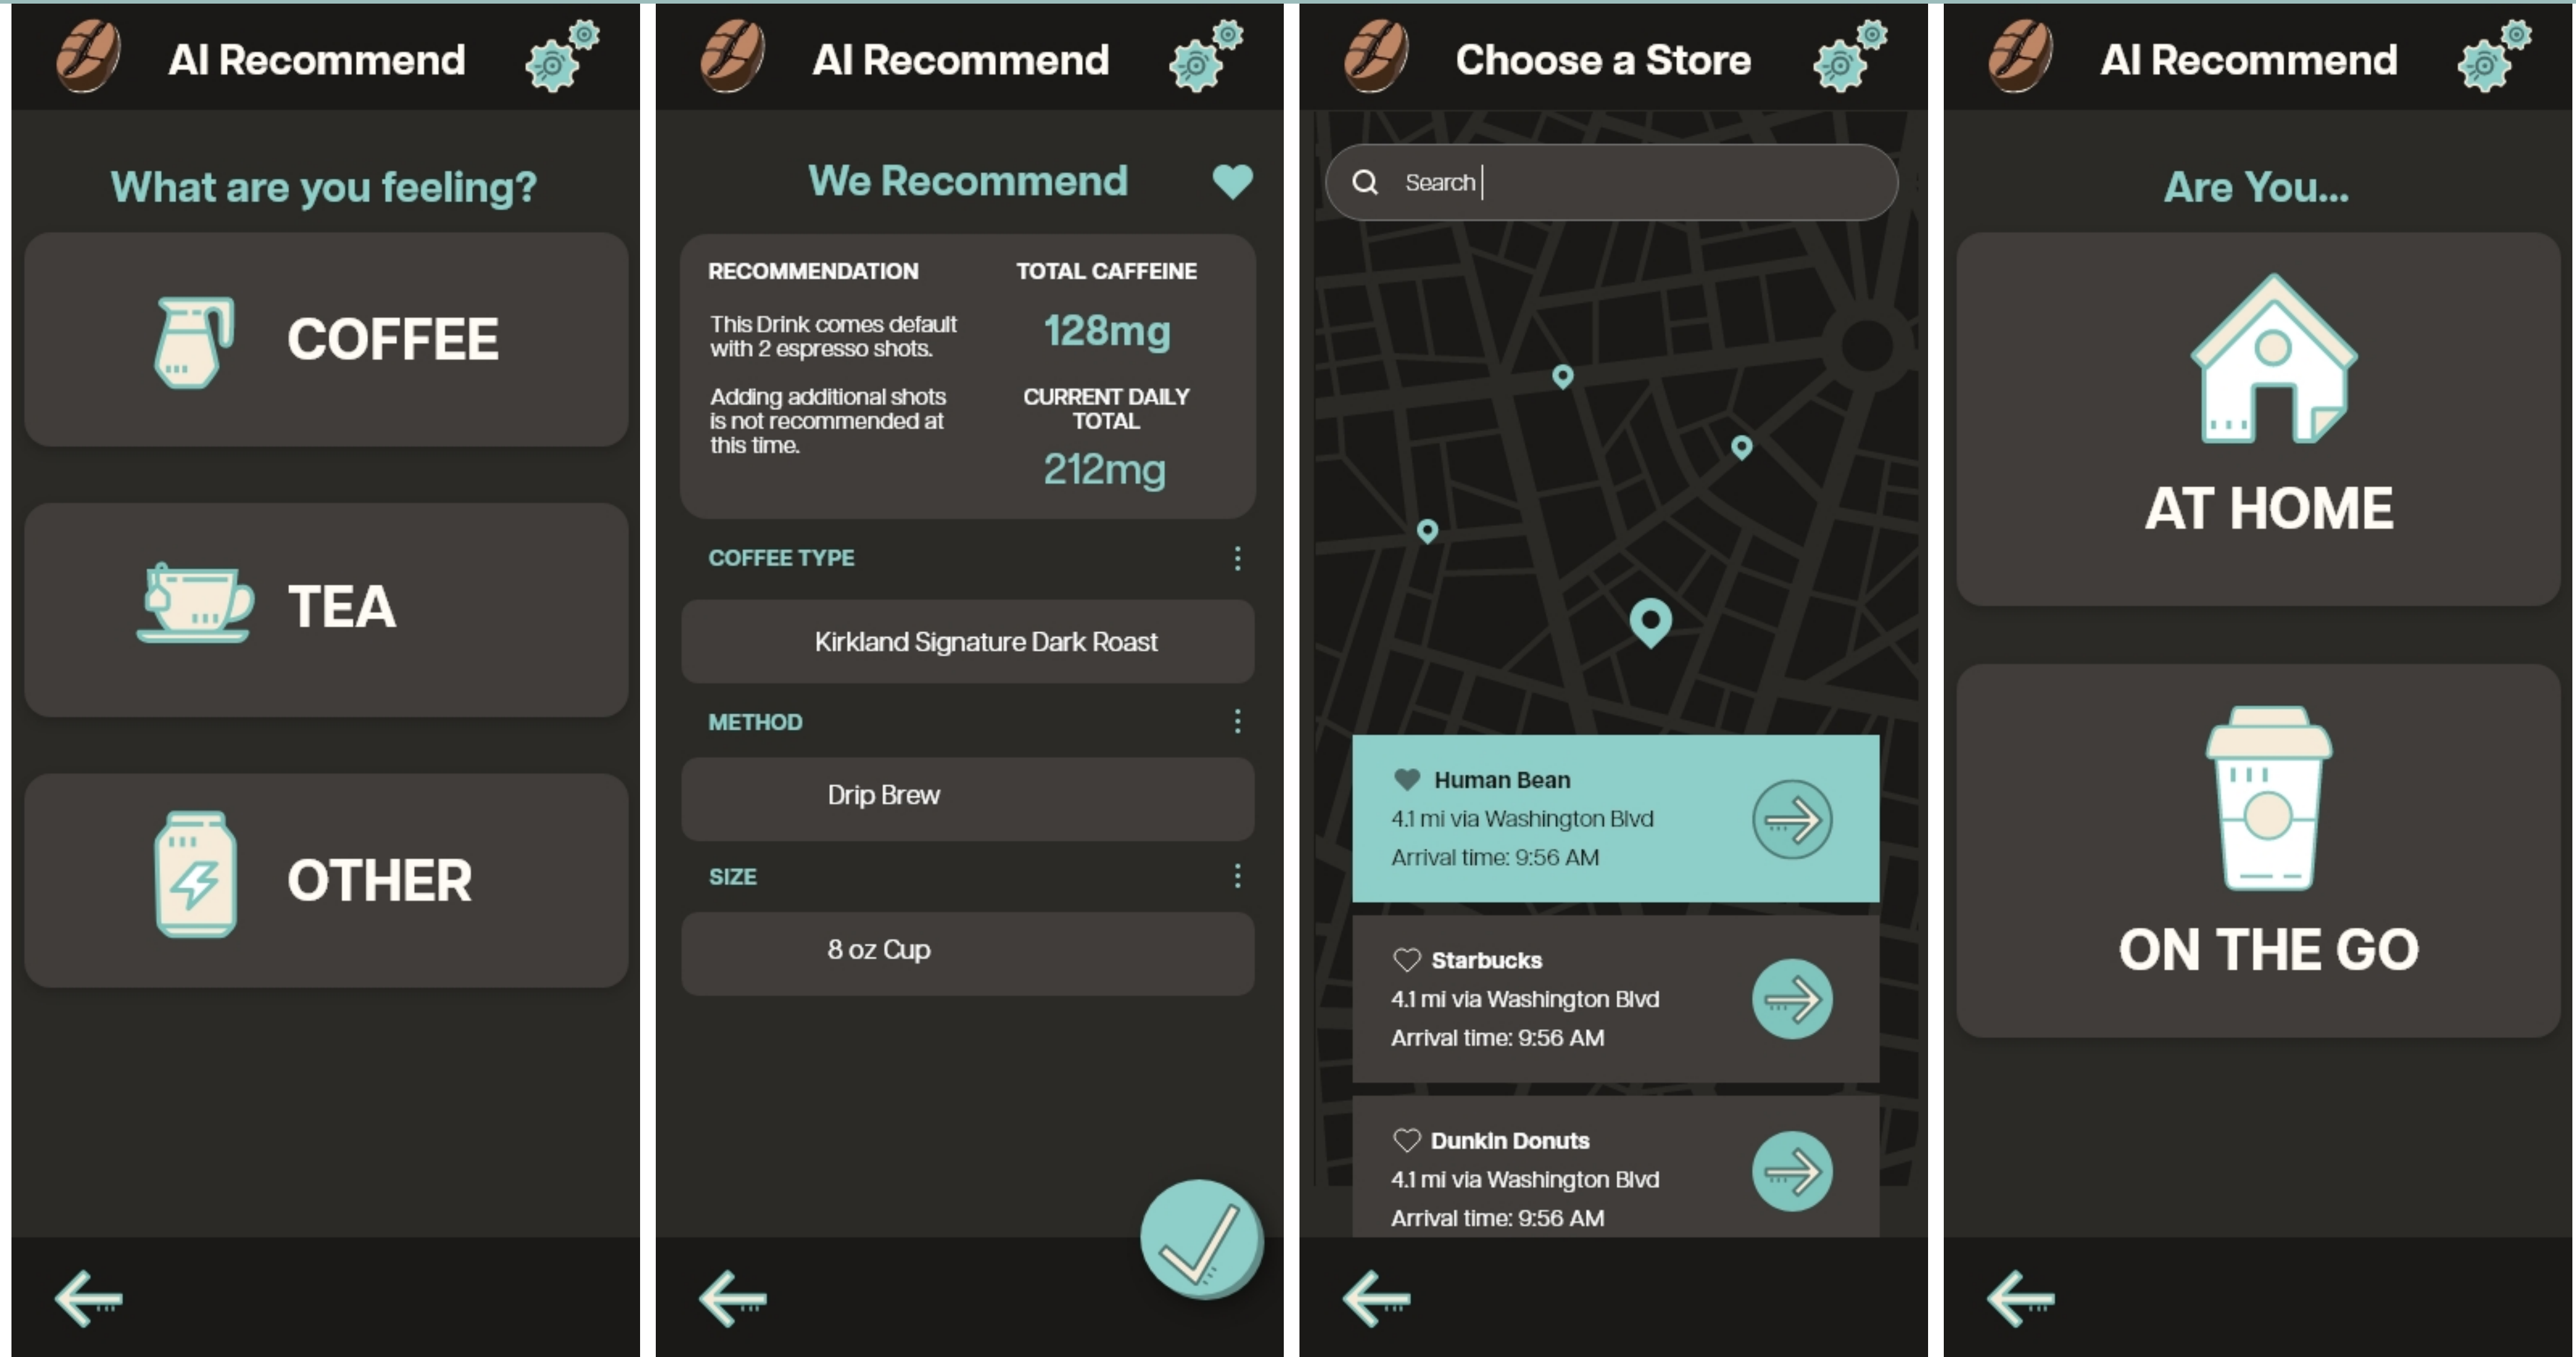 AI Recommend
What are you feeling?
COFFEE
TEA
OTHER
AI Recommend
We Recommend
RECOMMENDATION
This Drink comes default
with 2 espresso shots.
Adding additional shots
is not recommended at
this time.
TOTAL CAFFEINE
128mg
CURRENT DAILY
TOTAL
212mg
COFFEE TYPE
Kirkland Signature Dark Roast
METHOD
Drip Brew
SIZE
8 oz Cup
Choose a Store
Search
Human Bean
4.1 mi via Washington Blvd
Arrival time: 9:56 AM
Starbucks
4.1 mi via Washington Blvd
Arrival time: 9:56 AM
Dunkin Donuts
4.1 mi via Washington Blvd
Arrival time: 9:56 AM
AI Recommend
Are You...
AT HOME
ON THE GO